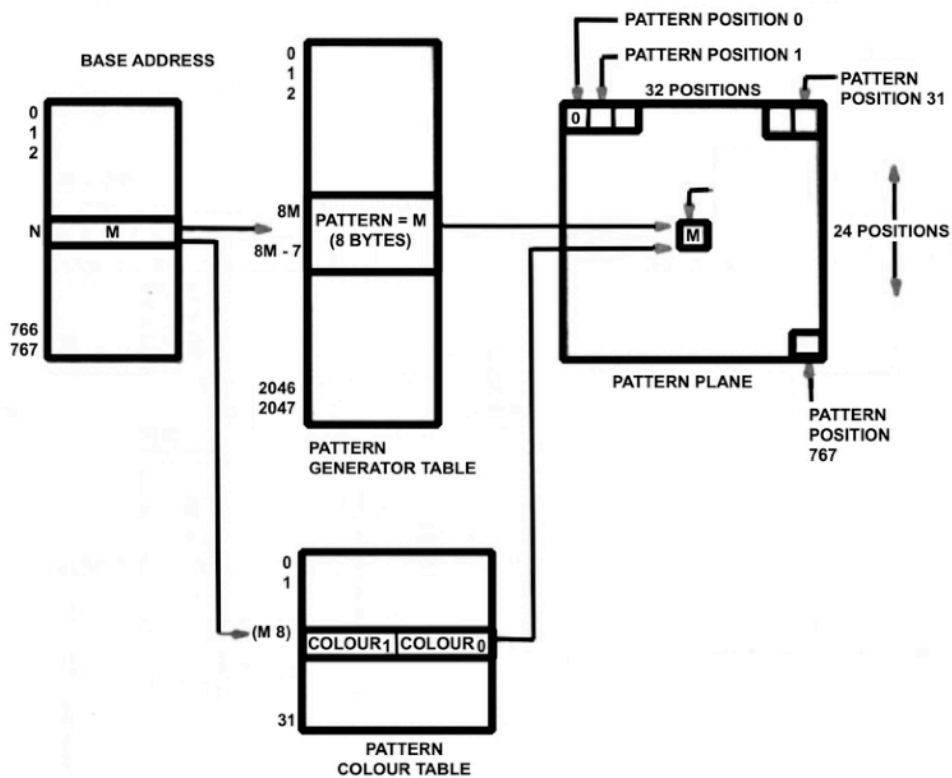 BASE ADDRESS
0
1
2
N
M
766
767
0
1
2
8M
8M - 7
PATTERN = M
(8 BYTES)
2046
2047
PATTERN
GENERATOR TABLE
PATTERN POSITION 0
PATTERN POSITION 1
32 POSITIONS
PATTERN
POSITION 31
0
M
24 POSITIONS
PATTERN PLANE
PATTERN
POSITION
767
0
1
(M 8)
COLOUR1 COLOUR0
31
PATTERN
COLOUR TABLE